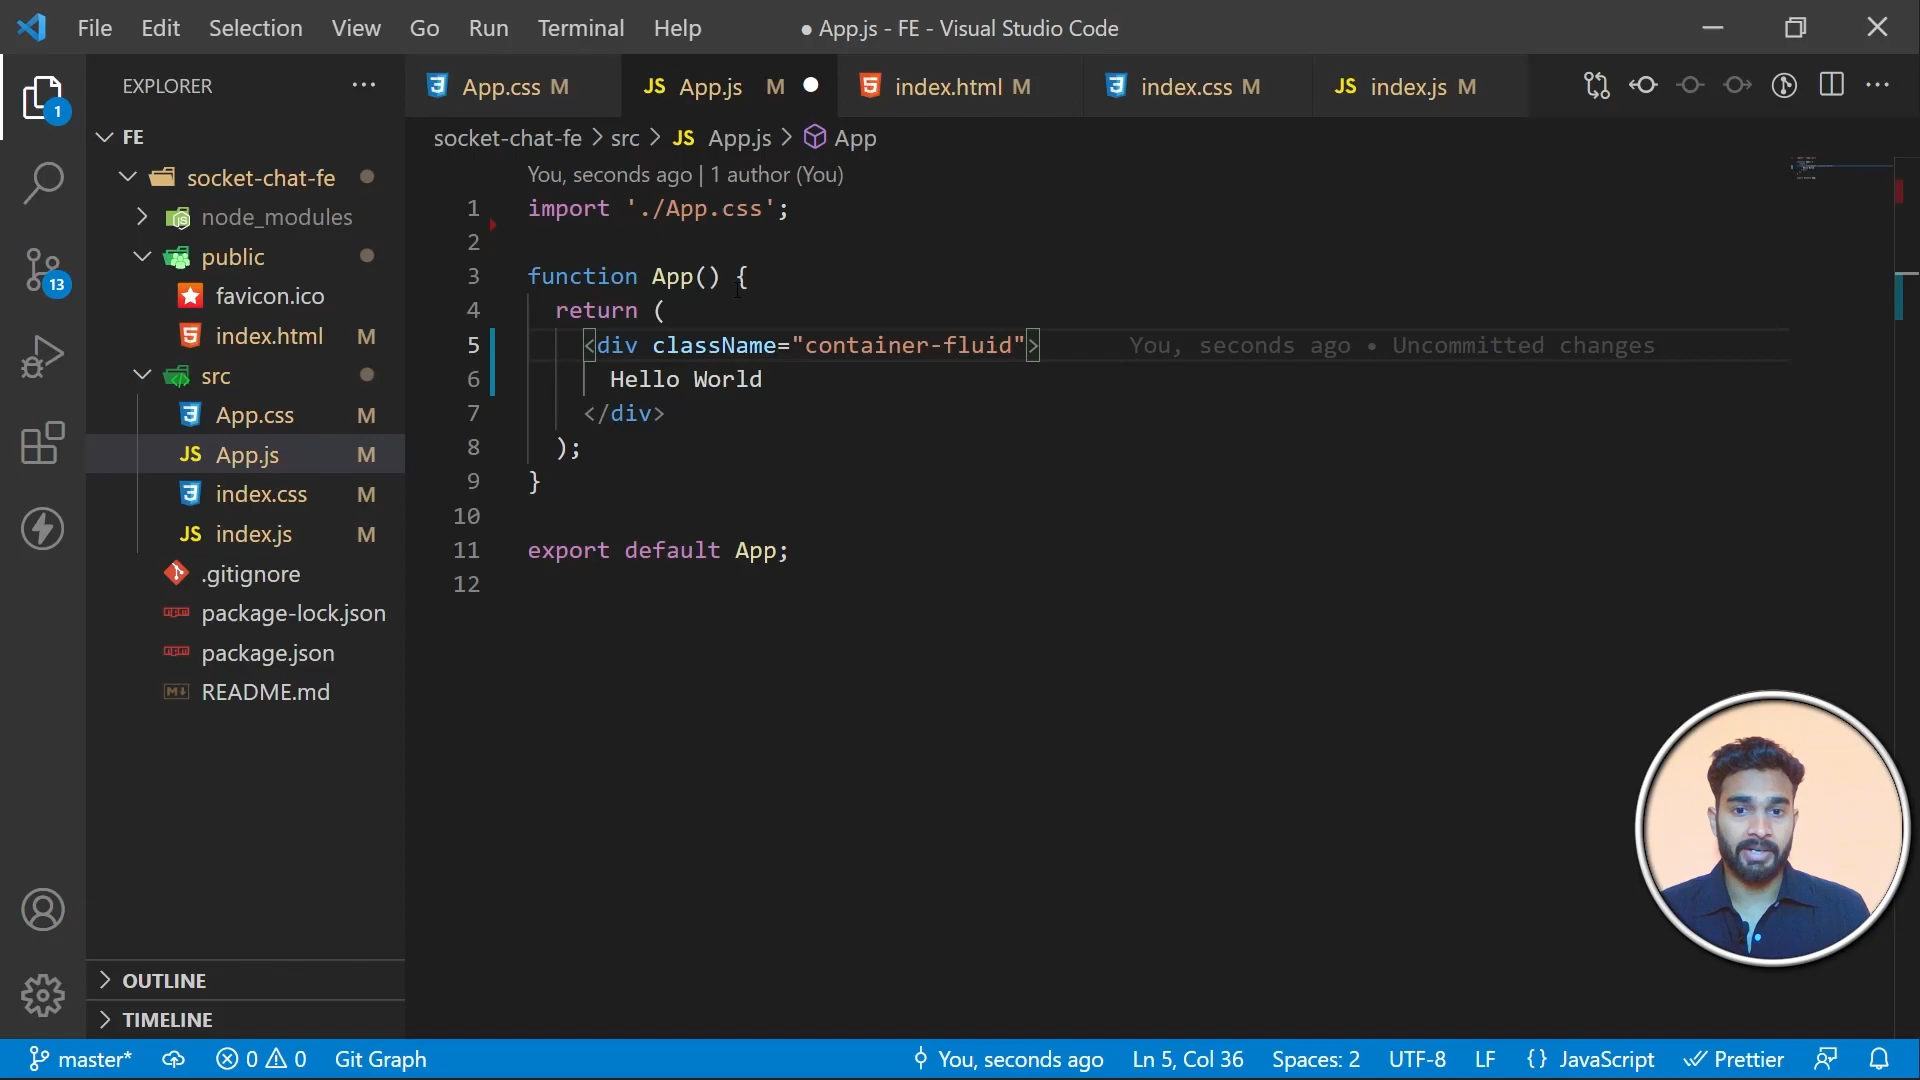 File Edit Selection View Go Run Terminal Help ● App.js - FE - Visual Studio Code
EXPLORER
App.css M
JS App.js M
index.html M
index.css M
JS index.js M
1
FE
socket-chat-fe > src > JS App.js > App
socket-chat-fe
node_modules
public
favicon.ico
index.html M
src
App.css M
JS App.js M
index.css M
JS index.js M
.gitignore
package-lock.json
package.json
README.md
13
OUTLINE
TIMELINE
You, seconds ago | 1 author (You)
1 import './App.css';
2
3 function App() {
4 return (
5 <div className="container-fluid"> You, seconds ago • Uncommitted changes
6 Hello World
7 </div>
8 );
9 }
10
11 export default App;
12
master* 0 0 Git Graph You, seconds ago Ln 5, Col 36 Spaces: 2 UTF-8 LF {} JavaScript Prettier